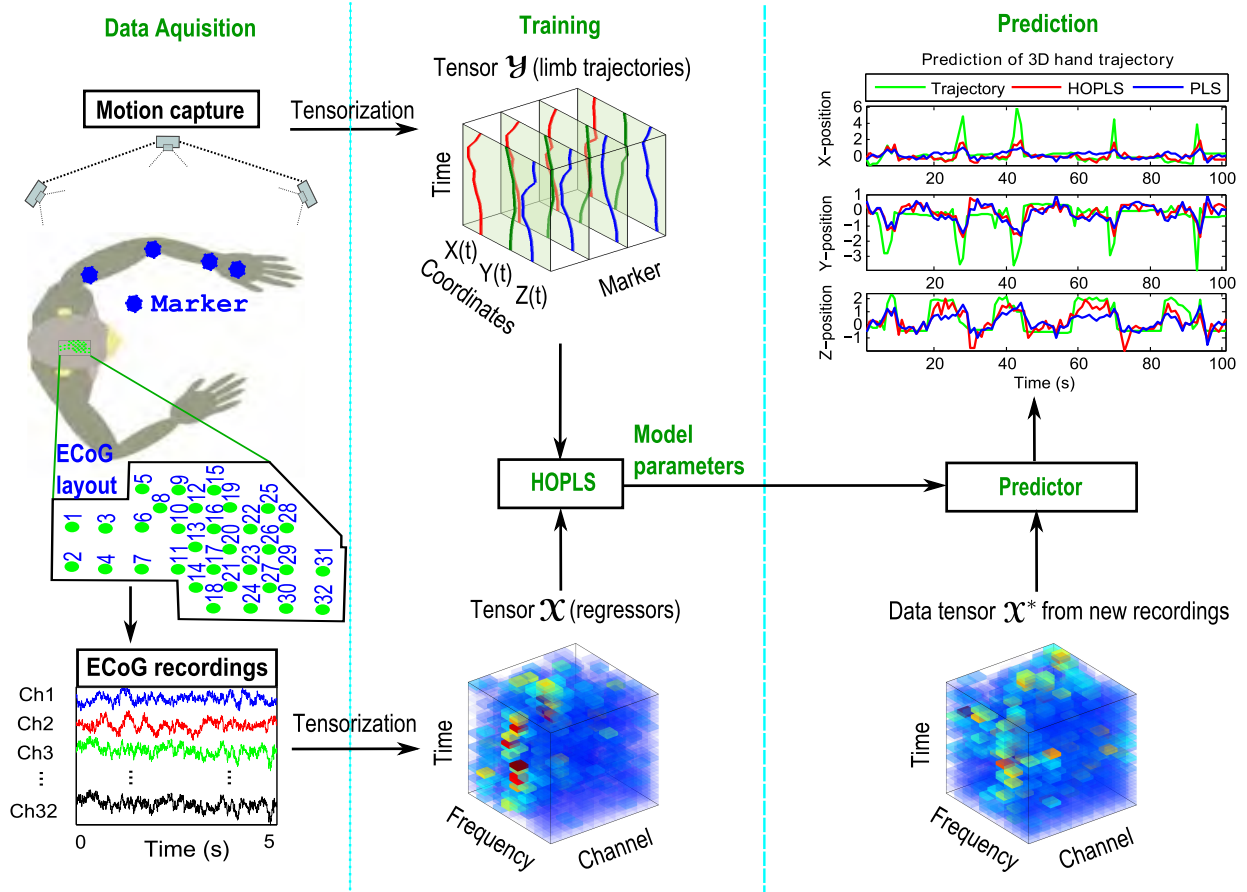 Data Aquisition
Training
Prediction
Motion capture
Tensorization
Tensor 𝒴 (limb trajectories)
Time
X(t)
Y(t)
Z(t)
Coordinates
Marker
Prediction of 3D hand trajectory
Trajectory
HOPLS
PLS
X−position
6
4
2
0
20
40
60
80
100
Y−position
1
0
−1
−2
−3
20
40
60
80
100
Z−position
2
1
0
−1
20
40
60
80
100
Time (s)
Marker
ECoG
layout
1
2
3
4
5
6
7
8
9
10
11
12
13
14
15
16
17
18
19
20
21
22
23
24
25
26
27
28
29
30
31
32
HOPLS
Model
parameters
Predictor
ECoG recordings
Ch1
Ch2
Ch3
...
Ch32
... ...
0
5
Time (s)
Tensorization
Tensor 𝒳 (regressors)
Time
Frequency
Channel
Data tensor 𝒳* from new recordings
Time
Frequency
Channel